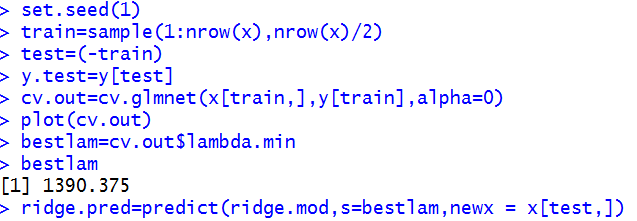 > set.seed(1)
> train=sample(1:nrow(x),nrow(x)/2)
> test=(-train)
> y.test=y[test]
> cv.out=cv.glmnet(x[train,],y[train],alpha=0)
> plot(cv.out)
> bestlam=cv.out$lambda.min
> bestlam
[1] 1390.375
> ridge.pred=predict(ridge.mod,s=bestlam,newx = x[test,])